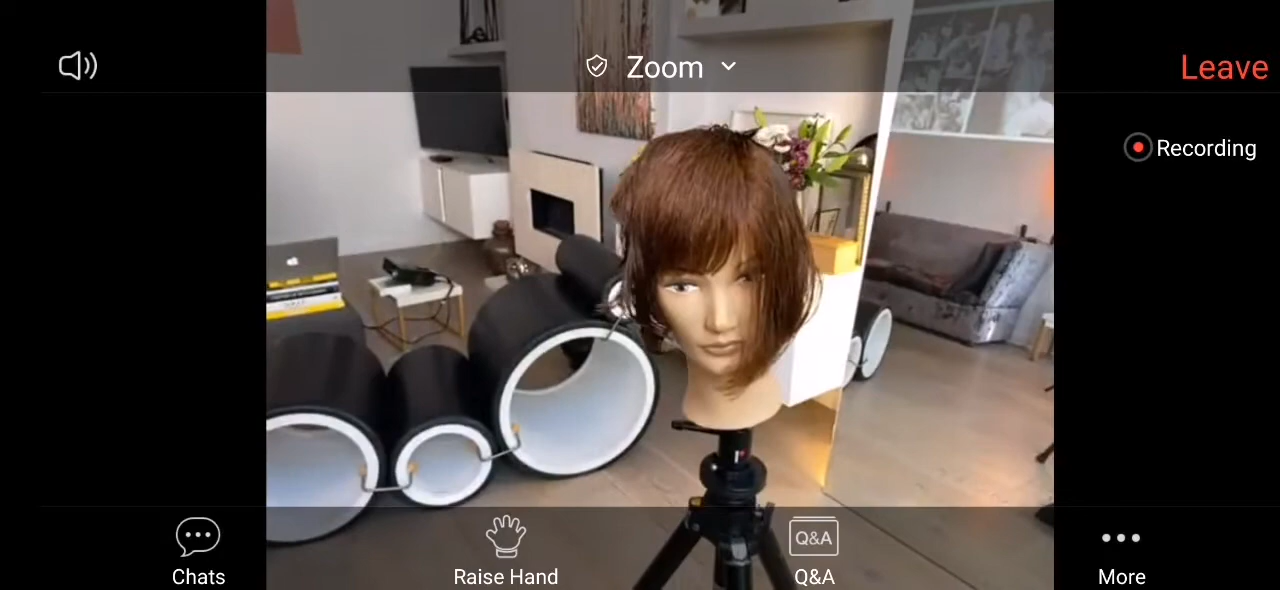 Zoom
Leave
Recording
Chats
Raise Hand
Q&A
Q&A
More